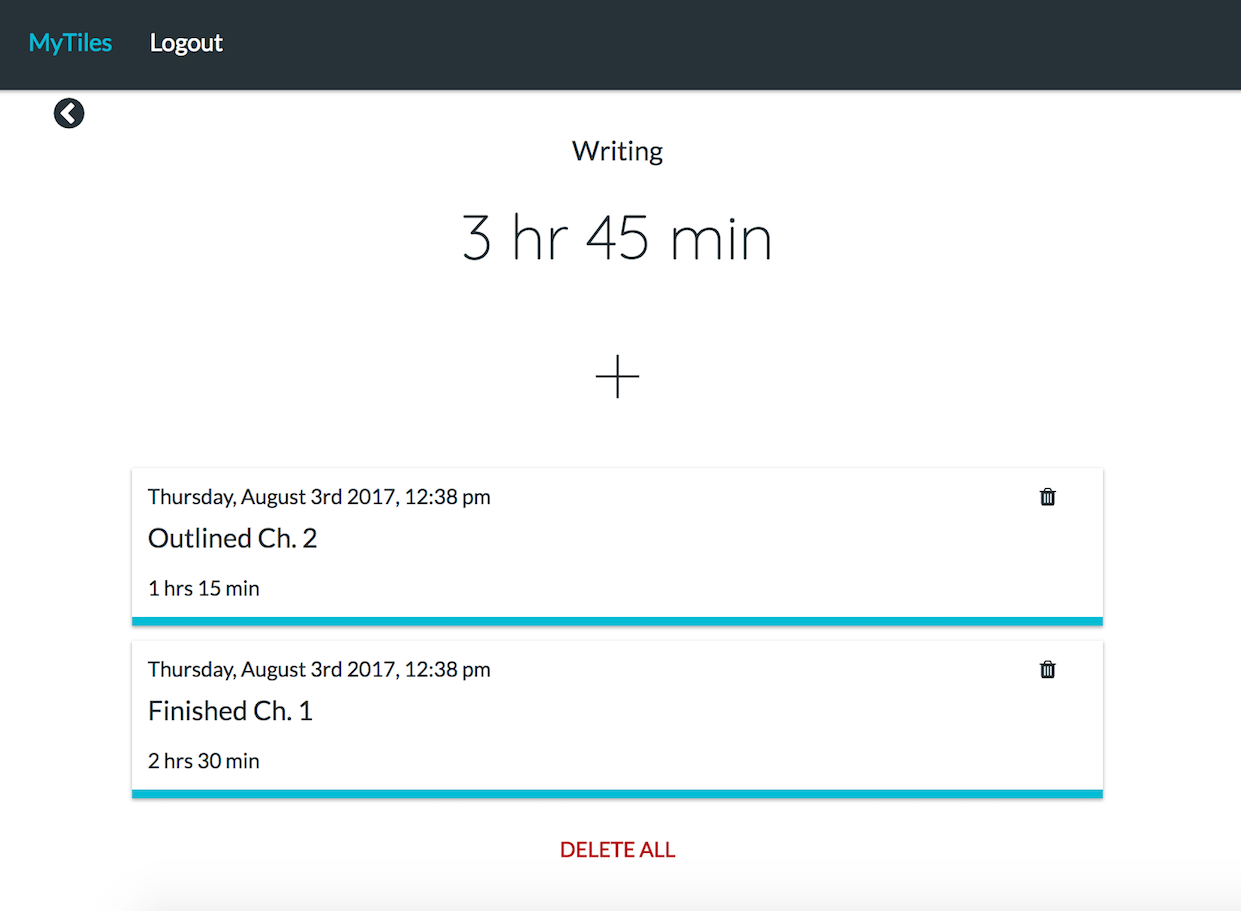 MyTiles Logout
Writing
3 hr 45 min
Thursday, August 3rd 2017, 12:38 pm
Outlined Ch. 2
1 hrs 15 min
Thursday, August 3rd 2017, 12:38 pm
Finished Ch. 1
2 hrs 30 min
DELETE ALL